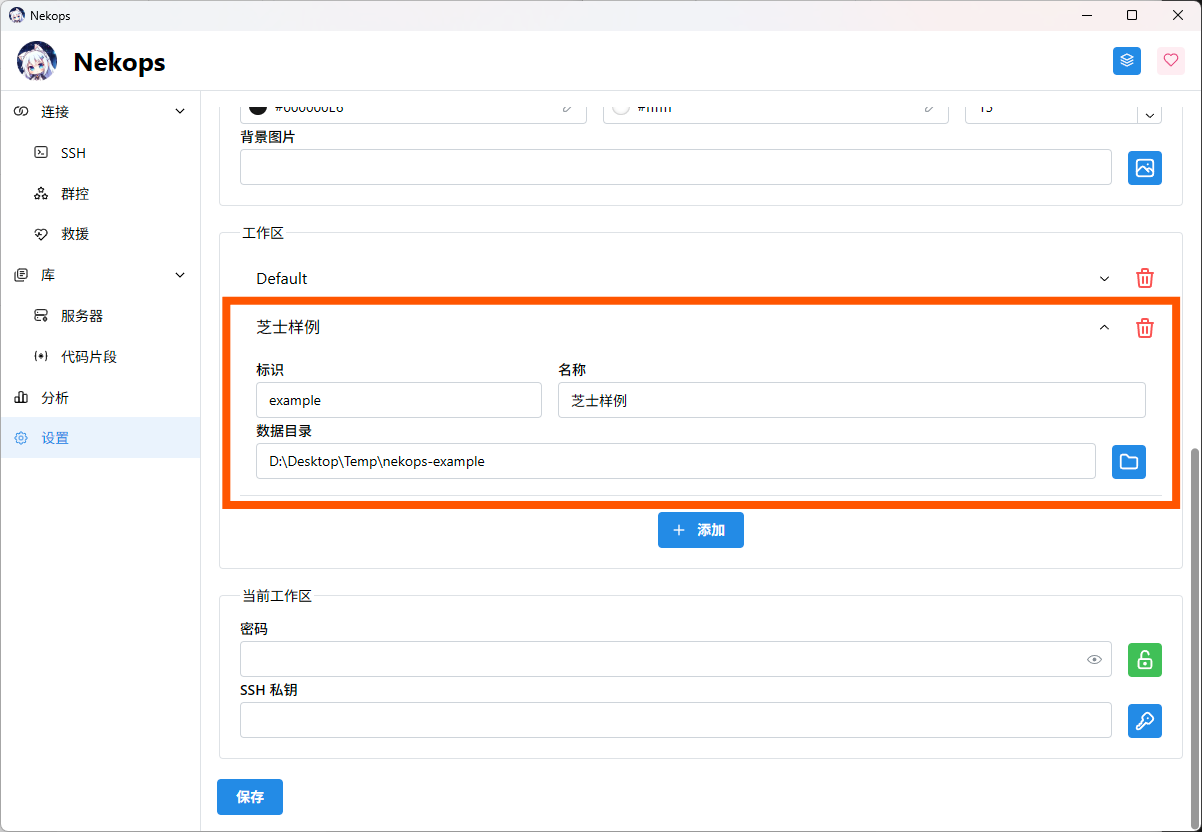 Nekops
Nekops
连接
SSH
群控
救援
库
服务器
代码片段
分析
设置
#000000E6
#ffffff
15
背景图片
工作区
Default
芝士样例
标识
名称
example
芝士样例
数据目录
D:\Desktop\Temp\nekops-example
添加
当前工作区
密码
SSH 私钥
保存